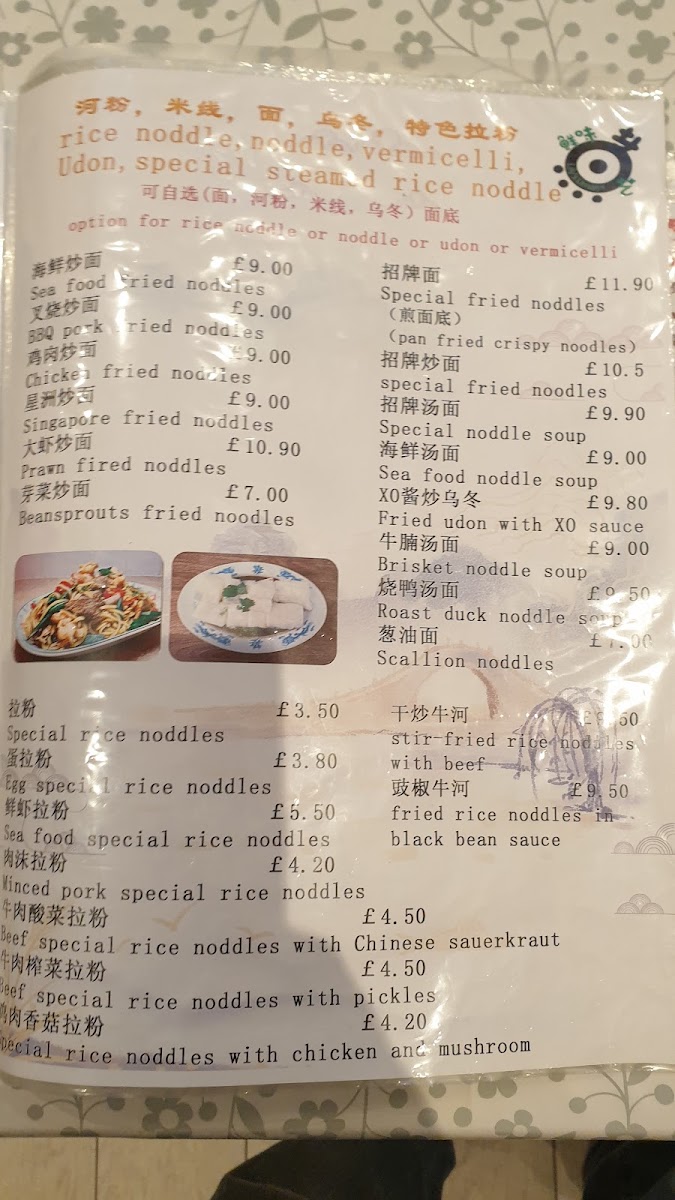 河粉，米线，面，乌冬，特色拉粉
rice noddle,noddle,vermicelli,
Udon,special steamed rice noddle
鲜味
可自选(面，河粉，米线，乌冬）面底
option for rice noddle or noddle or udon or vermicelli
海鲜炒面 £9.00
Sea food fried noddles
叉烧炒面 £9.00
BBQ pork fried noddles
鸡肉炒面 £9.00
Chicken fried noddles
星洲炒面 £9.00
Singapore fried noddles
大虾炒面 £10.90
Prawn fired noddles
芽菜炒面 £7.00
Beansprouts fried noodles
招牌面 £11.90
Special fried noddles
（煎面底）
（pan fried crispy noodles）
招牌炒面 £10.5
special fried noodles
招牌汤面 £9.90
Special noddle soup
海鲜汤面 £9.00
Sea food noddle soup
XO酱炒乌冬 £9.80
Fried udon with XO sauce
牛腩汤面 £9.00
Brisket noddle soup
烧鸭汤面 £9.50
Roast duck noddle soup
葱油面
Scallion noddles
拉粉 £3.50
Special rice noddles
蛋拉粉 £3.80
Egg special rice noddles
鲜虾拉粉 £5.50
Sea food special rice noddles
肉沫拉粉 £4.20
Minced pork special rice noddles
牛肉酸菜拉粉 £4.50
Beef special rice noddles with Chinese sauerkraut
牛肉榨菜拉粉 £4.50
Beef special rice noddles with pickles
鸡肉香菇拉粉 £4.20
Special rice noddles with chicken and mushroom
干炒牛河
stir-fried rice noddles
with beef
豉椒牛河 £9.50
fried rice noddles in
black bean sauce